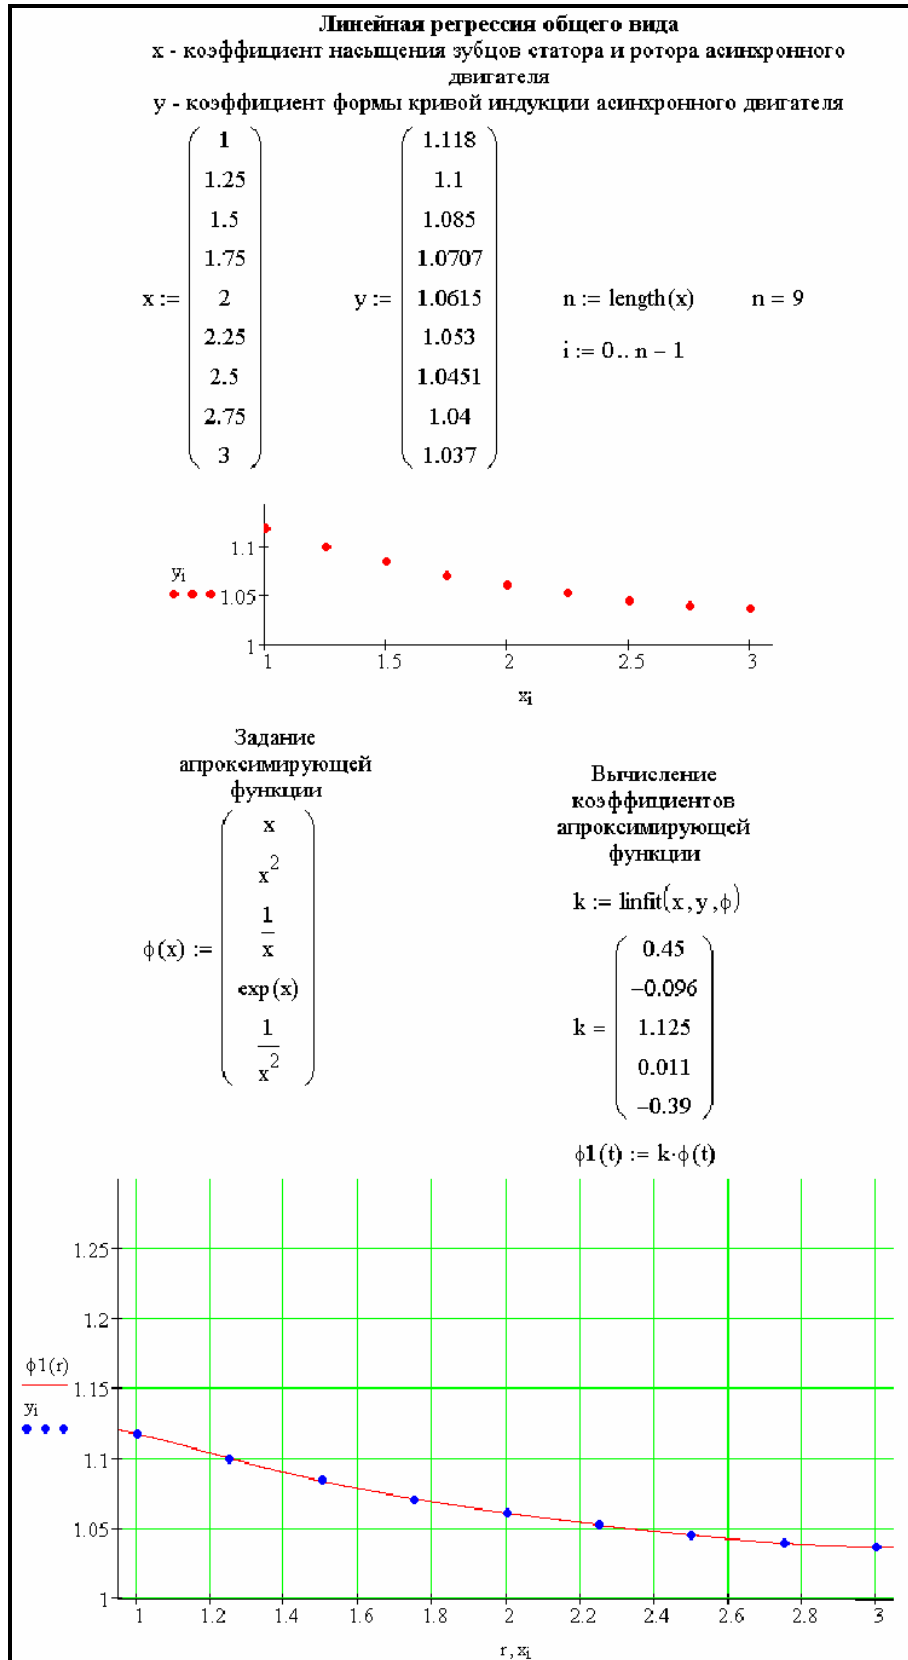 Линейная регрессия общего вида
x - коэффициент насыщения зубцов статора и ротора асинхронного
двигателя
y - коэффициент формы кривой индукции асинхронного двигателя
x :=
1
1.25
1.5
1.75
2
2.25
2.5
2.75
3
y :=
1.118
1.1
1.085
1.0707
1.0615
1.053
1.0451
1.04
1.037
n := length(x) n = 9
i := 0 .. n − 1
1.1
yi
1.05
1
1 1.5 2 2.5 3
xi
Задание
апроксимирующей
функции
ϕ(x) :=
x
x^2
1/x
exp(x)
1/x^2
Вычисление
коэффициентов
апроксимирующей
функции
k := linfit(x, y, ϕ)
k =
0.45
−0.096
1.125
0.011
−0.39
ϕ1(t) := k·ϕ(t)
1.25
1.2
ϕ1(r)
1.15
yi
1.1
1.05
1
1 1.2 1.4 1.6 1.8 2 2.2 2.4 2.6 2.8 3
r, xi